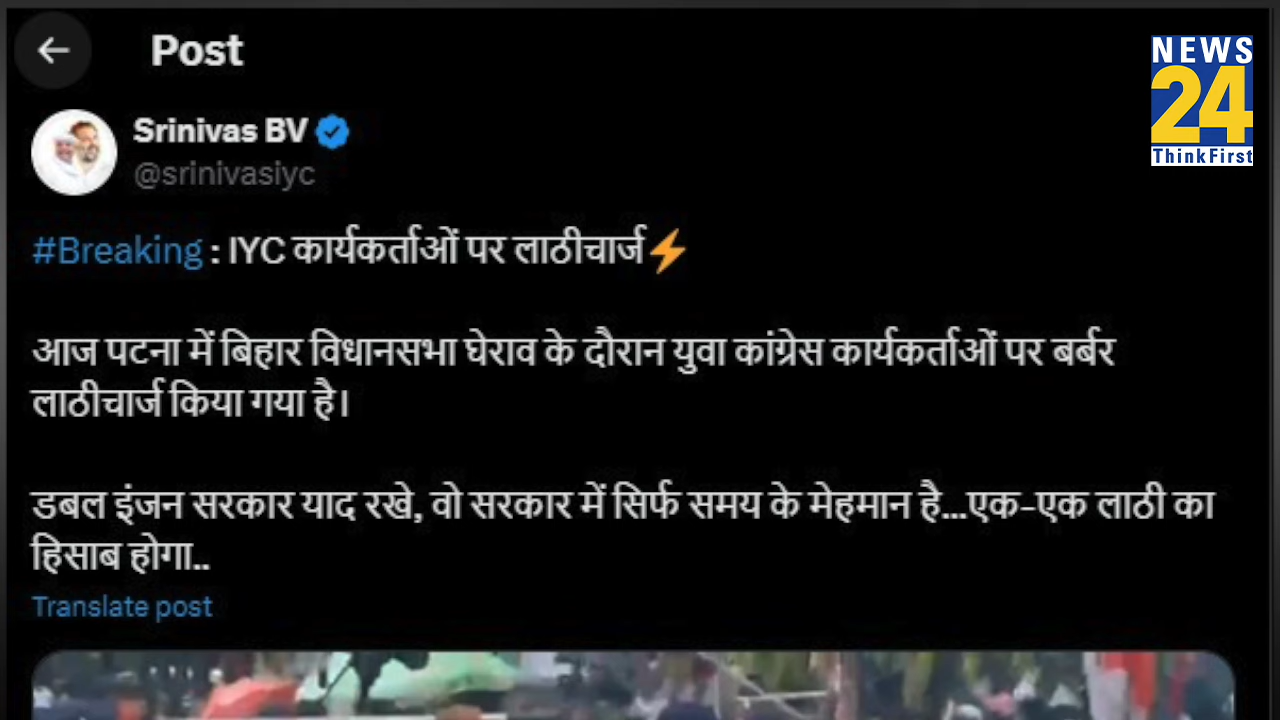 Post
NEWS
24
ThinkFirst
Srinivas BV
@srinivasiyc
#Breaking : IYC कार्यकर्ताओं पर लाठीचार्ज⚡
आज पटना में बिहार विधानसभा घेराव के दौरान युवा कांग्रेस कार्यकर्ताओं पर बर्बर
लाठीचार्ज किया गया है।
डबल इंजन सरकार याद रखे, वो सरकार में सिर्फ समय के मेहमान है...एक-एक लाठी का
हिसाब होगा..
Translate post